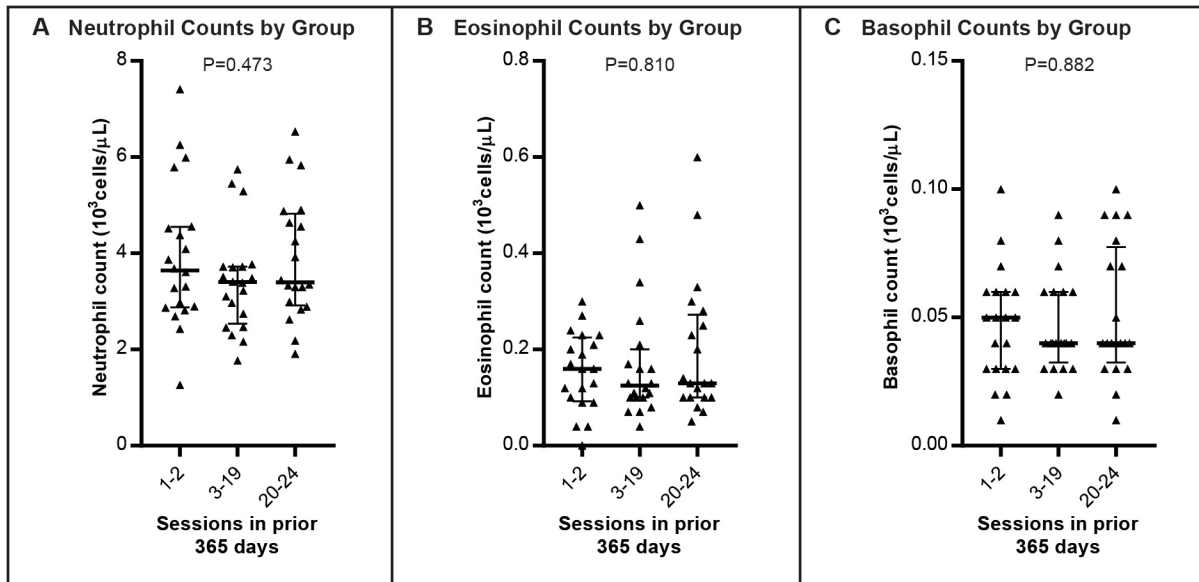 A Neutrophil Counts by Group
P=0.473
Neutrophil count (10³cells/μL)
8
6
4
2
0
1-2
3-19
20-24
Sessions in prior
365 days
B Eosinophil Counts by Group
P=0.810
Eosinophil count (10³cells/μL)
0.8
0.6
0.4
0.2
0.0
1-2
3-19
20-24
Sessions in prior
365 days
C Basophil Counts by Group
P=0.882
Basophil count (10³cells/μL)
0.15
0.10
0.05
0.00
1-2
3-19
20-24
Sessions in prior
365 days